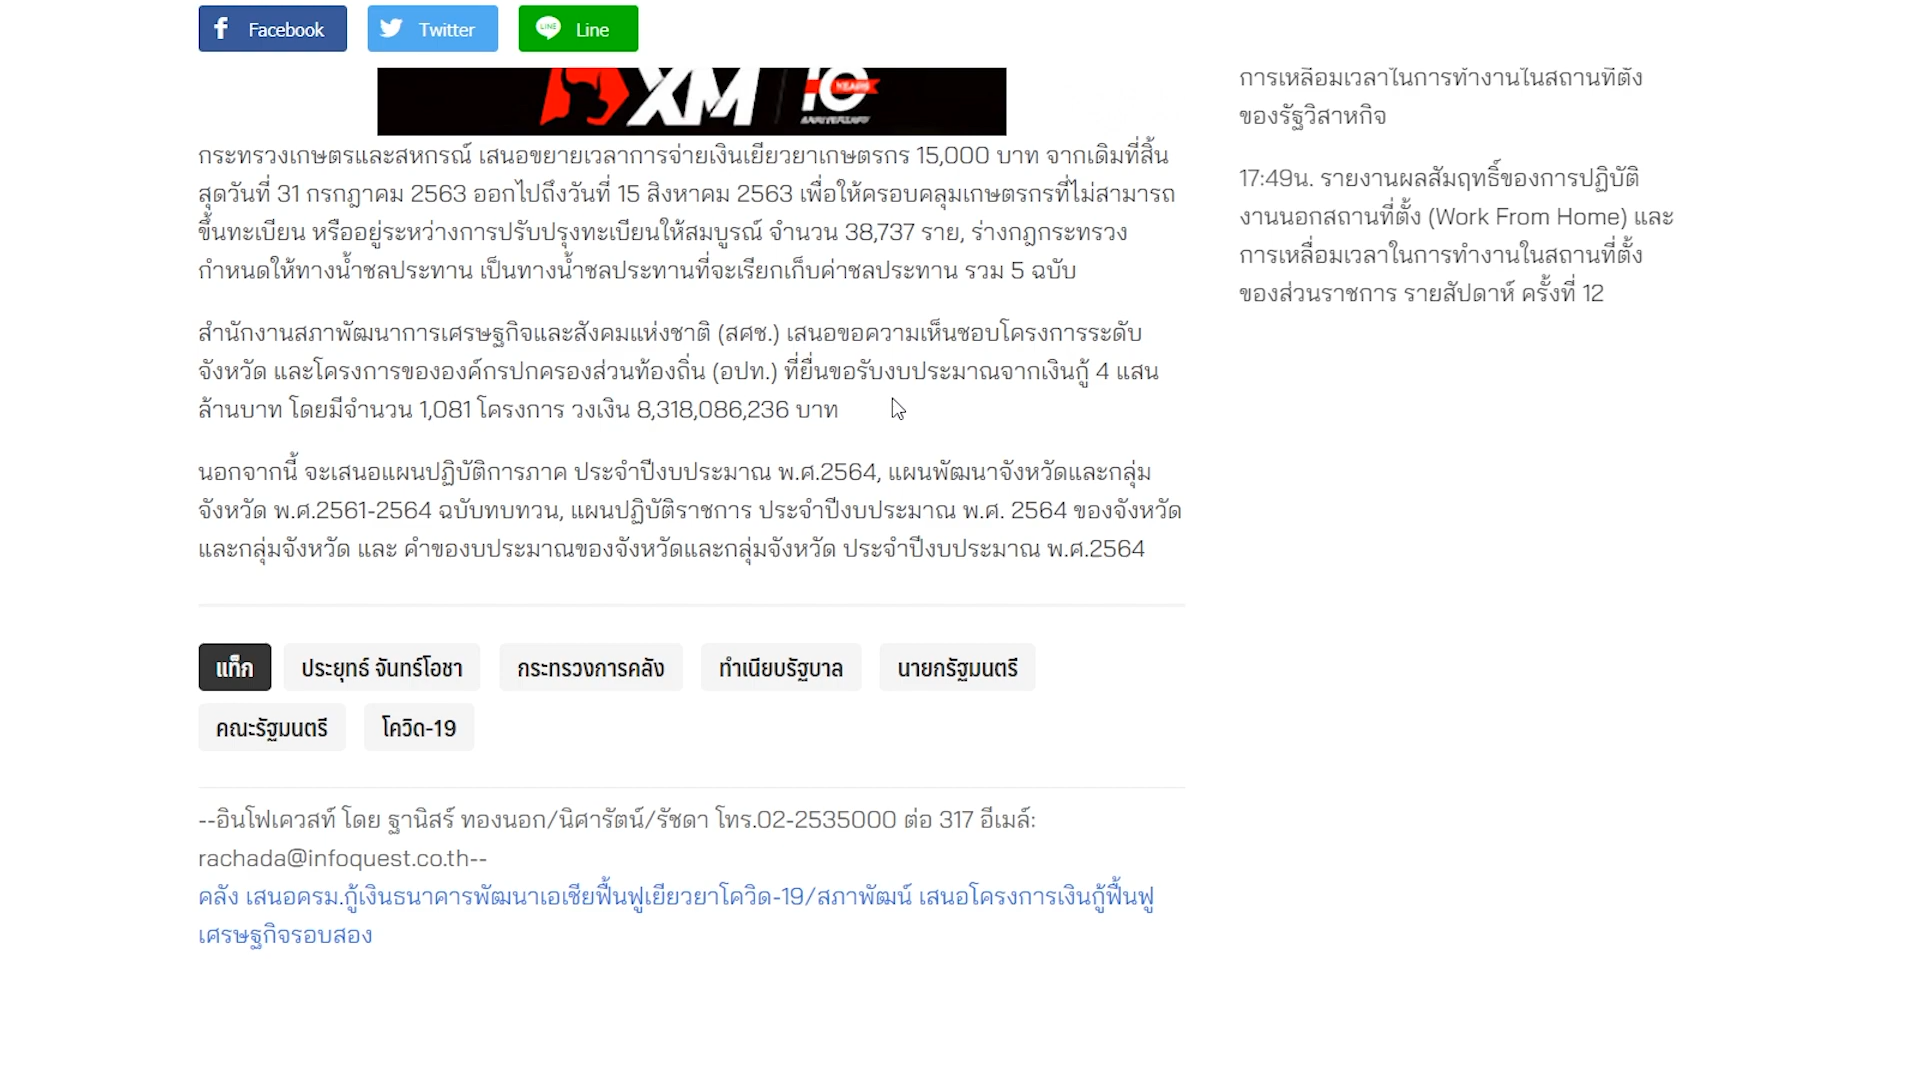 Facebook
Twitter
LINE
Line
XM
10
YEARS
ANNIVERSARY
กระทรวงเกษตรและสหกรณ์ เสนอขยายเวลาการจ่ายเงินเยียวยาเกษตรกร 15,000 บาท จากเดิมที่สิ้น
สุดวันที่ 31 กรกฎาคม 2563 ออกไปถึงวันที่ 15 สิงหาคม 2563 เพื่อให้ครอบคลุมเกษตรกรที่ไม่สามารถ
ขึ้นทะเบียน หรืออยู่ระหว่างการปรับปรุงทะเบียนให้สมบูรณ์ จำนวน 38,737 ราย, ร่างกฎกระทรวง
กำหนดให้ทางน้ำชลประทาน เป็นทางน้ำชลประทานที่จะเรียกเก็บค่าชลประทาน รวม 5 ฉบับ
สำนักงานสภาพัฒนาการเศรษฐกิจและสังคมแห่งชาติ (สศช.) เสนอขอความเห็นชอบโครงการระดับ
จังหวัด และโครงการขององค์กรปกครองส่วนท้องถิ่น (อปท.) ที่ยื่นขอรับงบประมาณจากเงินกู้ 4 แสน
ล้านบาท โดยมีจำนวน 1,081 โครงการ วงเงิน 8,318,086,236 บาท
นอกจากนี้ จะเสนอแผนปฏิบัติการภาค ประจำปีงบประมาณ พ.ศ.2564, แผนพัฒนาจังหวัดและกลุ่ม
จังหวัด พ.ศ.2561-2564 ฉบับทบทวน, แผนปฏิบัติราชการ ประจำปีงบประมาณ พ.ศ. 2564 ของจังหวัด
และกลุ่มจังหวัด และ คำของบประมาณของจังหวัดและกลุ่มจังหวัด ประจำปีงบประมาณ พ.ศ.2564
แท็ก
ประยุทธ์ จันทร์โอชา
กระทรวงการคลัง
ทำเนียบรัฐบาล
นายกรัฐมนตรี
คณะรัฐมนตรี
โควิด-19
--อินโฟเควสท์ โดย ฐานิสร์ ทองนอก/นิศารัตน์/รัชดา โทร.02-2535000 ต่อ 317 อีเมล์:
rachada@infoquest.co.th--
คลัง เสนอครม.กู้เงินธนาคารพัฒนาเอเชียฟื้นฟูเยียวยาโควิด-19/สภาพัฒน์ เสนอโครงการเงินกู้ฟื้นฟู
เศรษฐกิจรอบสอง
การเหลื่อมเวลาในการทำงานในสถานที่ตั้ง
ของรัฐวิสาหกิจ
17:49น. รายงานผลสัมฤทธิ์ของการปฏิบัติ
งานนอกสถานที่ตั้ง (Work From Home) และ
การเหลื่อมเวลาในการทำงานในสถานที่ตั้ง
ของส่วนราชการ รายสัปดาห์ ครั้งที่ 12